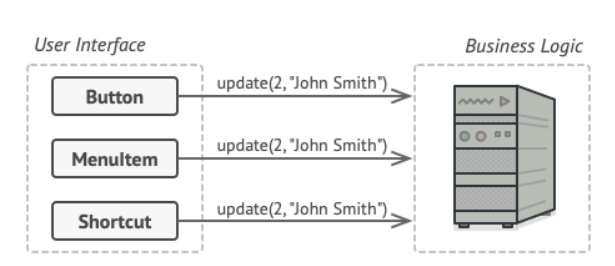 User Interface
Business Logic
Button
update(2,"John Smith")
MenuItem
update(2,"John Smith")
Shortcut
update(2,"John Smith")